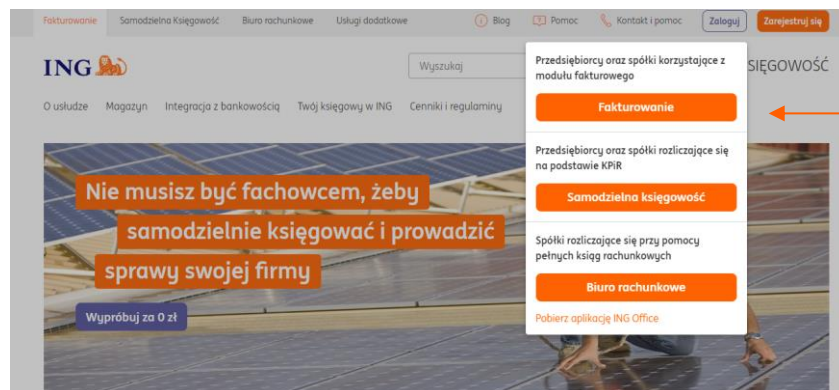 Fakturowanie Samodzielna Księgowość Biuro rachunkowe Usługi dodatkowe Blog Pomoc Kontakt i pomoc Zaloguj Zarejestruj się
ING
Wyszukaj
SIĘGOWOŚĆ
O usłudze Magazyn Integracja z bankowością Twój księgowy w ING Cenniki i regulaminy
Przedsiębiorcy oraz spółki korzystające z
modułu fakturowego
Fakturowanie
Przedsiębiorcy oraz spółki rozliczające się
na podstawie KPiR
Samodzielna księgowość
Spółki rozliczające się przy pomocy
pełnych ksiąg rachunkowych
Biuro rachunkowe
Pobierz aplikację ING Office
Nie musisz być fachowcem, żeby
samodzielnie księgować i prowadzić
sprawy swojej firmy
Wypróbuj za 0 zł